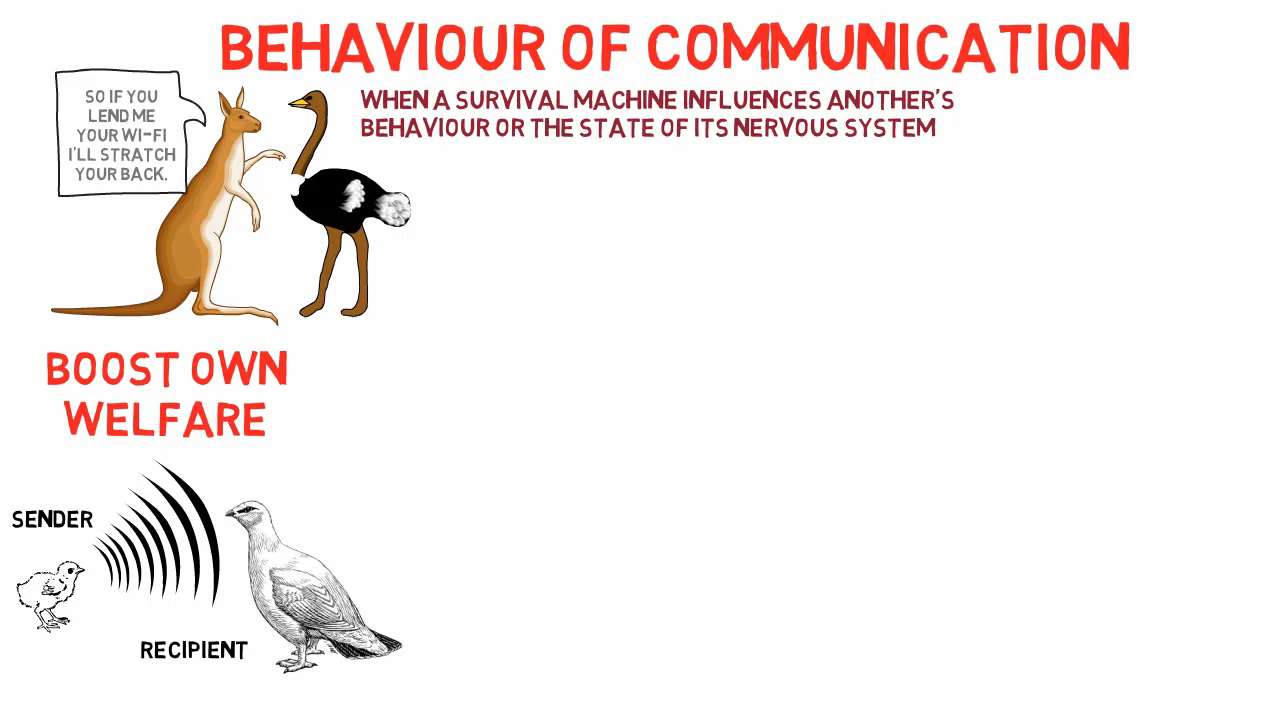 BEHAVIOUR OF COMMUNICATION
SO IF YOU
LEND ME
YOUR WI-FI
I'LL STRATCH
YOUR BACK.
WHEN A SURVIVAL MACHINE INFLUENCES ANOTHER'S
BEHAVIOUR OR THE STATE OF ITS NERVOUS SYSTEM
BOOST OWN
WELFARE
SENDER
RECIPIENT